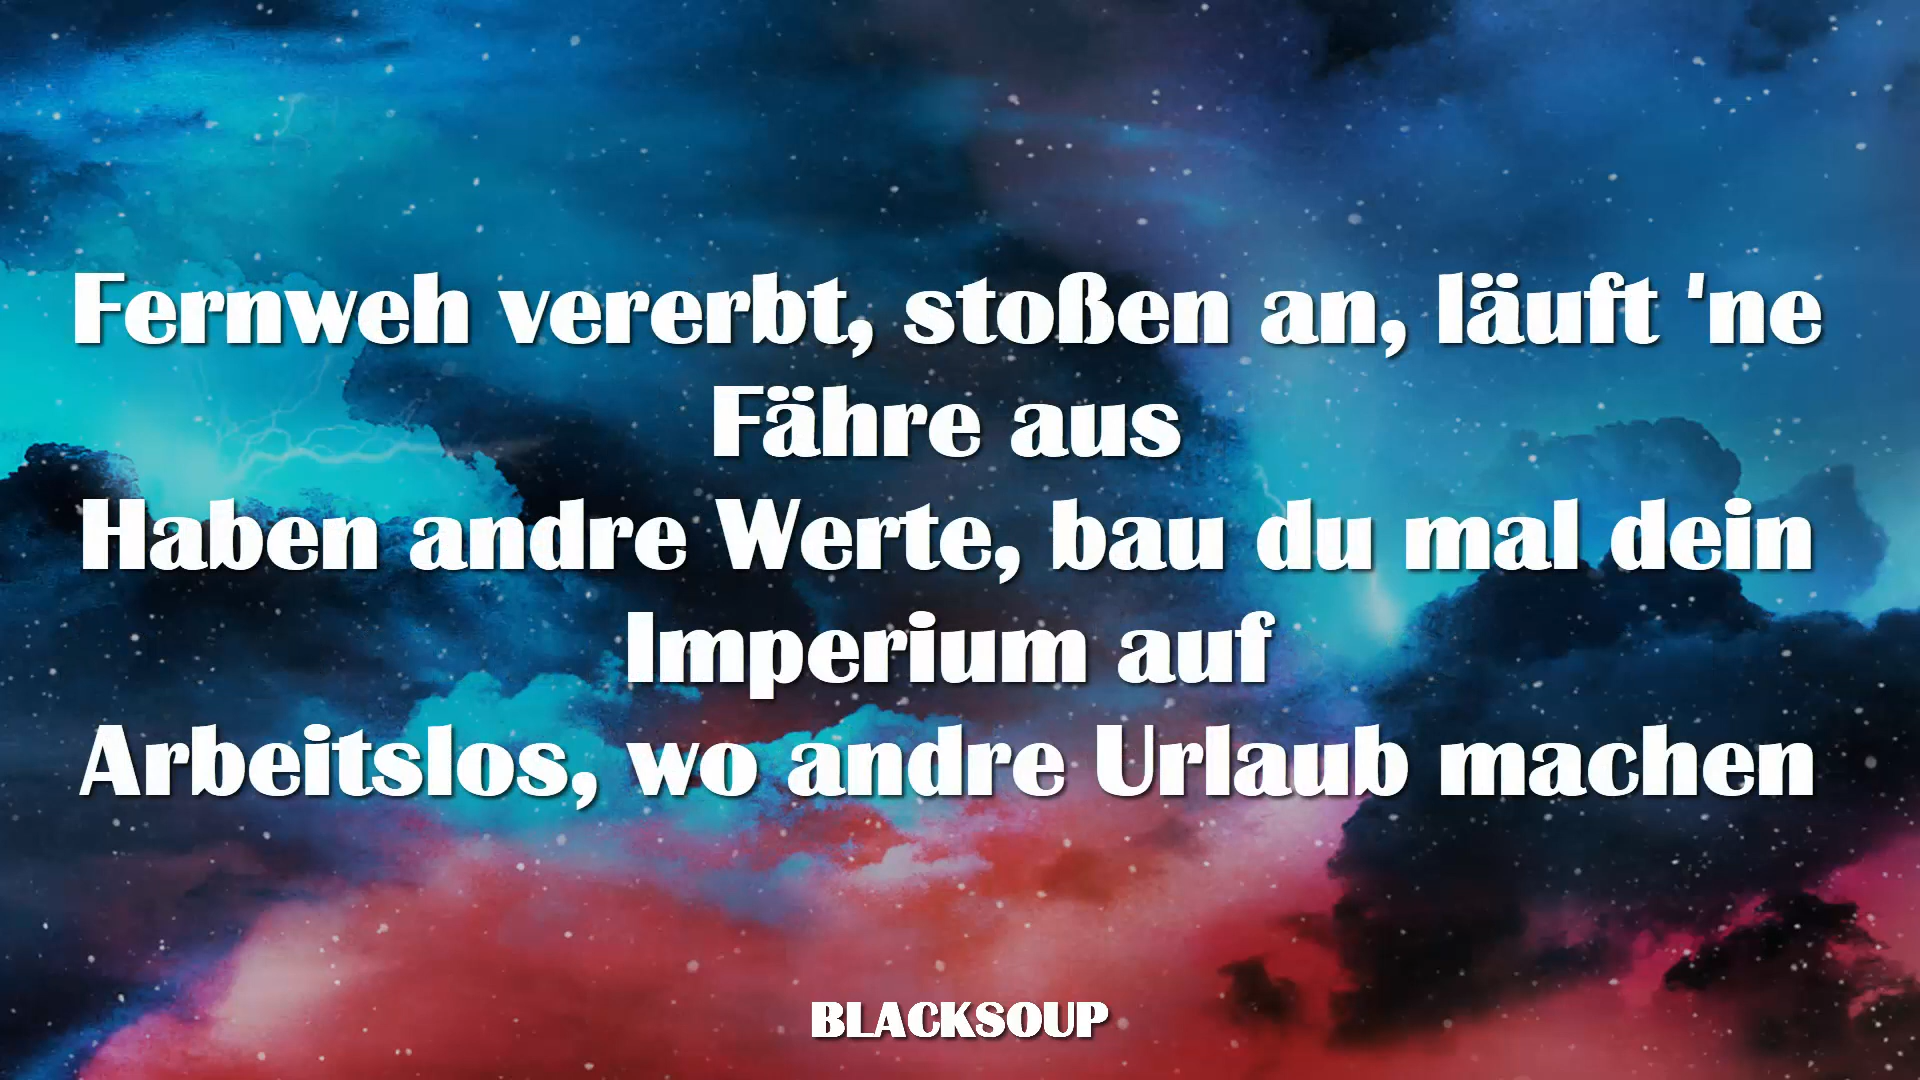 Fernweh vererbt, stoßen an, läuft 'ne
Fähre aus
Haben andre Werte, bau du mal dein
Imperium auf
Arbeitslos, wo andre Urlaub machen
BLACKSOUP